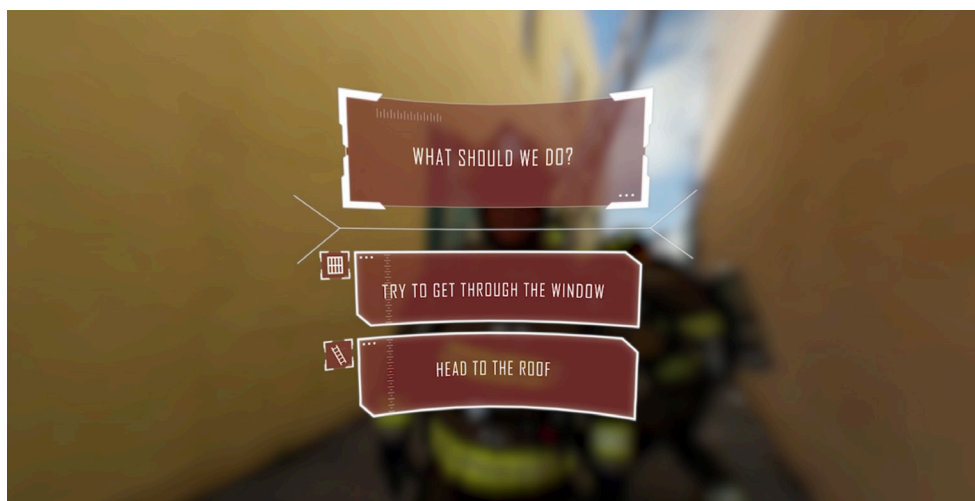 WHAT SHOULD WE DO?
TRY TO GET THROUGH THE WINDOW
HEAD TO THE ROOF